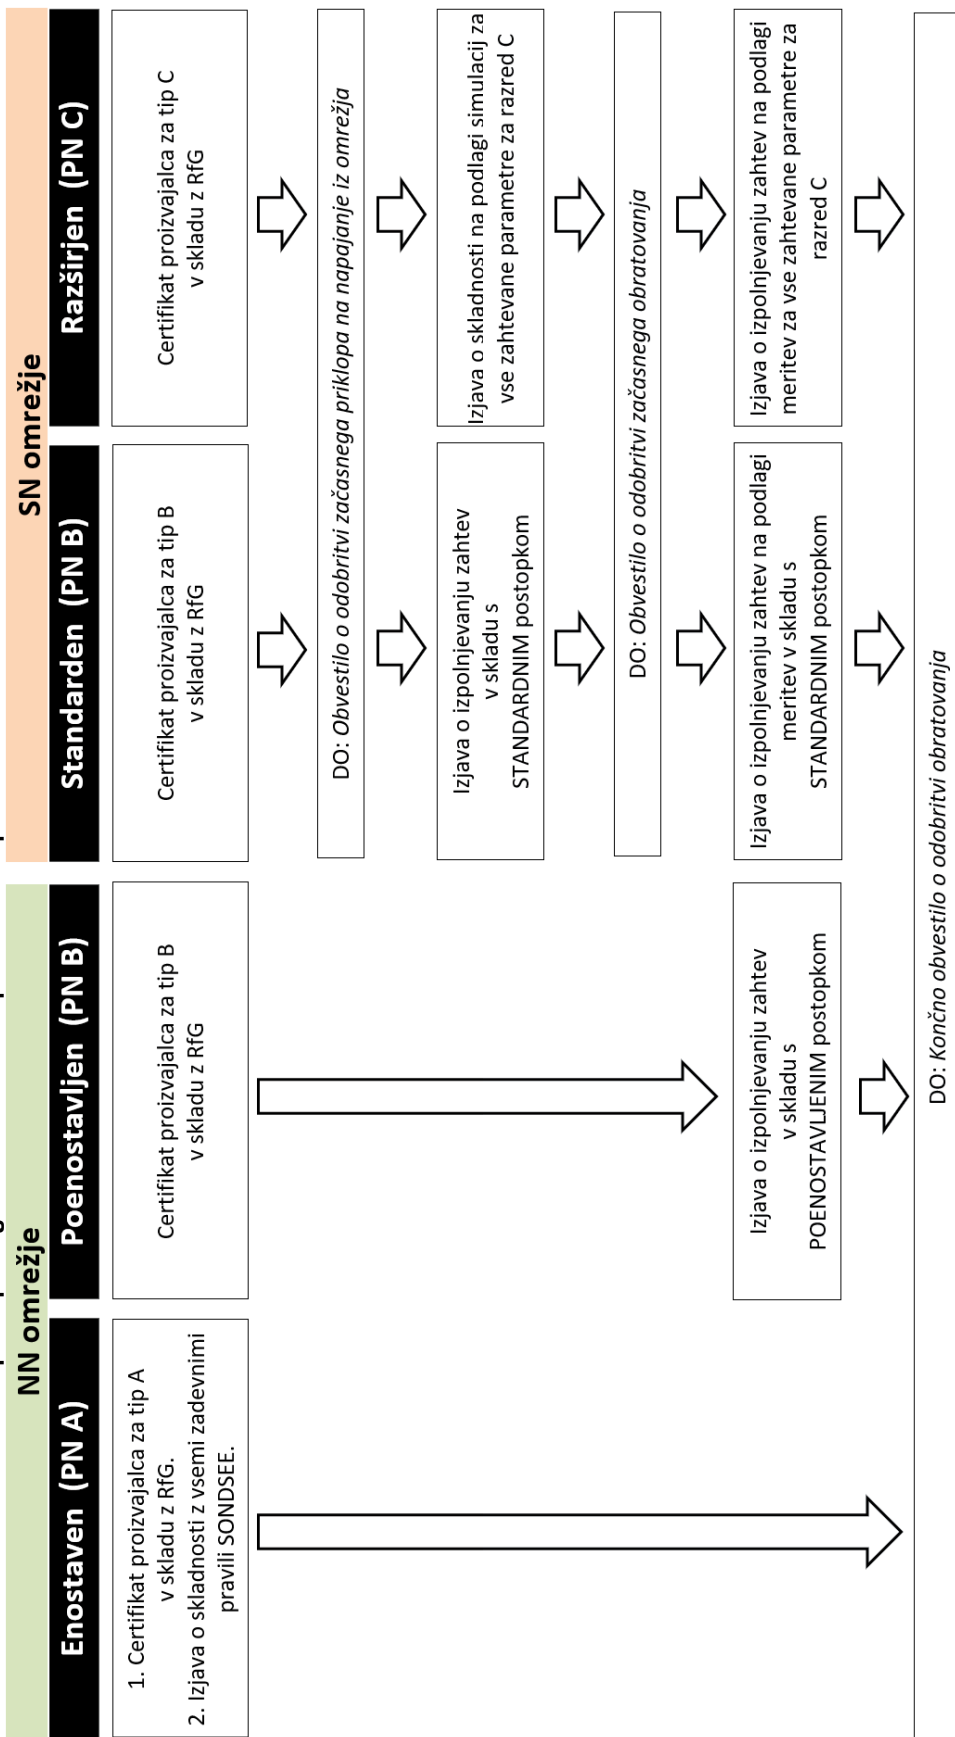 NN omrežje
SN omrežje
Enostaven (PN A)
Poenostavljen (PN B)
Standarden (PN B)
Razširjen (PN C)
1. Certifikat proizvajalca za tip A
v skladu z RfG.
2. Izjava o skladnosti z vsemi zadevnimi
pravili SONDSEE.
Certifikat proizvajalca za tip B
v skladu z RfG
Certifikat proizvajalca za tip B
v skladu z RfG
Certifikat proizvajalca za tip C
v skladu z RfG
DO: Obvestilo o odobritvi začasnega priklopa na napajanje iz omrežja
Izjava o izpolnjevanju zahtev
v skladu s
STANDARDNIM postopkom
Izjava o skladnosti na podlagi simulacij za
vse zahtevane parametre za razred C
DO: Obvestilo o odobritvi začasnega obratovanja
Izjava o izpolnjevanju zahtev
v skladu s
POENOSTAVLJENIM postopkom
Izjava o izpolnjevanju zahtev na podlagi
meritev v skladu s
STANDARDNIM postopkom
Izjava o izpolnjevanju zahtev na podlagi
meritev za vse zahtevane parametre za
razred C
DO: Končno obvestilo o odobritvi obratovanja